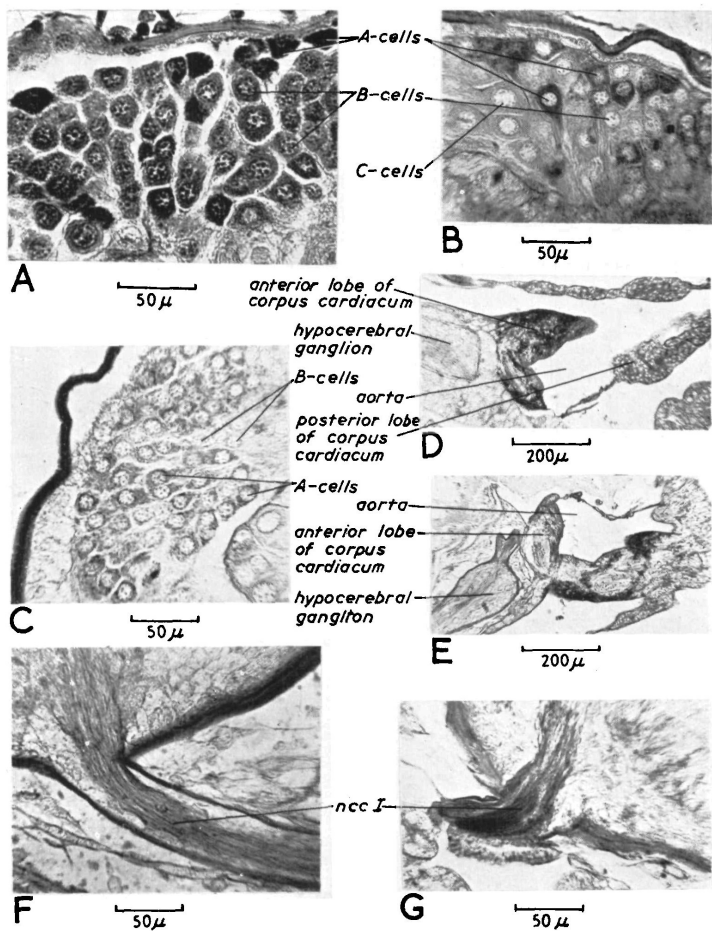 A-cells
B-cells
C-cells
A
50µ
B
50µ
anterior lobe of
corpus cardiacum
hypocerebral
ganglion
B-cells
aorta
posterior lobe
of corpus
cardiacum
D
200µ
A-cells
aorta
anterior lobe
of corpus
cardiacum
hypocerebral
ganglion
C
50µ
E
200µ
ncc I
F
50µ
G
50µ